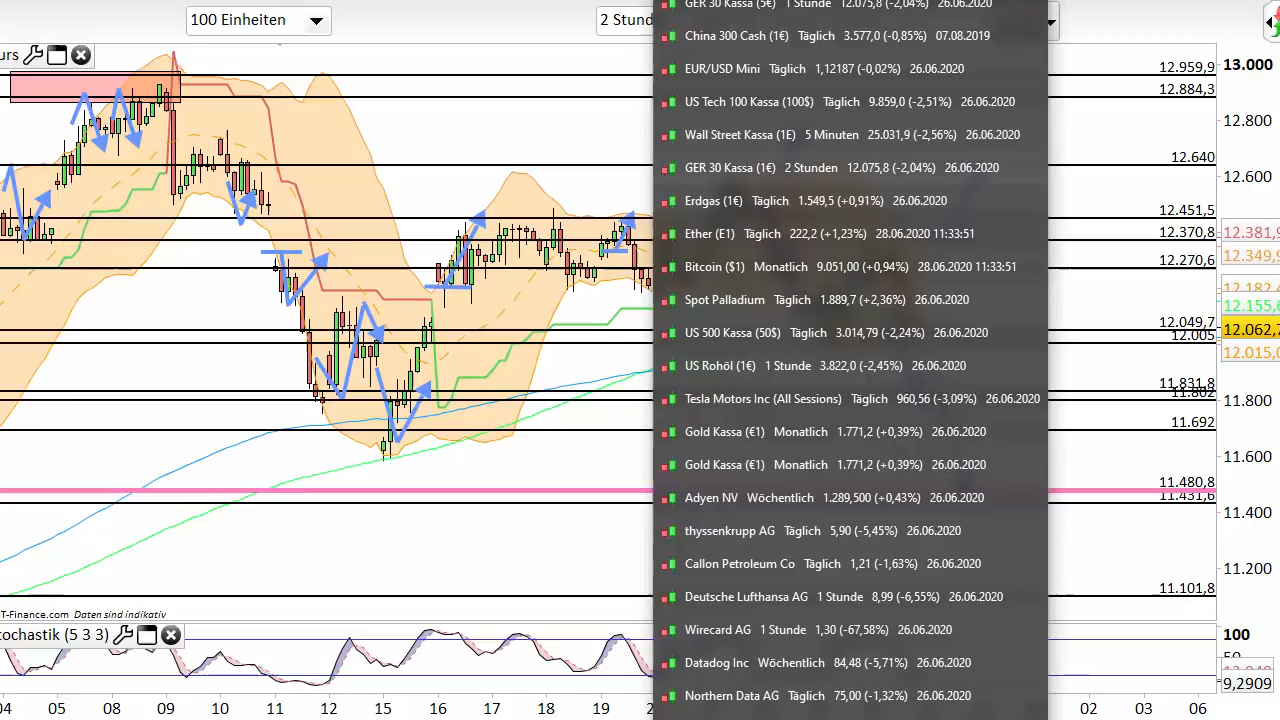 100 Einheiten
2 Stund
urs
GER 30 Kassa (5€) 1 Stunde 12.075,8 (-2,04%) 26.06.2020
China 300 Cash (1€) Täglich 3.577,0 (-0,85%) 07.08.2019
EUR/USD Mini Täglich 1,12187 (-0,02%) 26.06.2020
US Tech 100 Kassa (100$) Täglich 9.859,0 (-2,51%) 26.06.2020
Wall Street Kassa (1E) 5 Minuten 25.031,9 (-2,56%) 26.06.2020
GER 30 Kassa (1€) 2 Stunden 12.075,8 (-2,04%) 26.06.2020
Erdgas (1€) Täglich 1.549,5 (+0,91%) 26.06.2020
Ether (E1) Täglich 222,2 (+1,23%) 28.06.2020 11:33:51
Bitcoin ($1) Monatlich 9.051,00 (+0,94%) 28.06.2020 11:33:51
Spot Palladium Täglich 1.889,7 (+2,36%) 26.06.2020
US 500 Kassa (50$) Täglich 3.014,79 (-2,24%) 26.06.2020
US Rohöl (1€) 1 Stunde 3.822,0 (-2,45%) 26.06.2020
Tesla Motors Inc (All Sessions) Täglich 960,56 (-3,09%) 26.06.2020
Gold Kassa (€1) Monatlich 1.771,2 (+0,39%) 26.06.2020
Gold Kassa (€1) Monatlich 1.771,2 (+0,39%) 26.06.2020
Adyen NV Wöchentlich 1.289,500 (+0,43%) 26.06.2020
thyssenkrupp AG Täglich 5,90 (-5,45%) 26.06.2020
Callon Petroleum Co Täglich 1,21 (-1,63%) 26.06.2020
Deutsche Lufthansa AG 1 Stunde 8,99 (-6,55%) 26.06.2020
Wirecard AG 1 Stunde 1,30 (-67,58%) 26.06.2020
Datadog Inc Wöchentlich 84,48 (-5,71%) 26.06.2020
Northern Data AG Täglich 75,00 (-1,32%) 26.06.2020
12.959,9
12.884,3
12.640
12.451,5
12.370,8
12.270,6
12.049,7
12.005
11.831,8
11.802
11.692
11.480,8
11.431,6
11.101,8
13.000
12.800
12.600
12.381,9
12.349,9
12.182,4
12.155,6
12.062,7
12.015,0
11.800
11.600
11.400
11.200
T-Finance.com Daten sind indikativ
tochastik (5 3 3)
100
50
9,2909
04 05 08 09 10 11 12 15 16 17 18 19 2 02 03 06